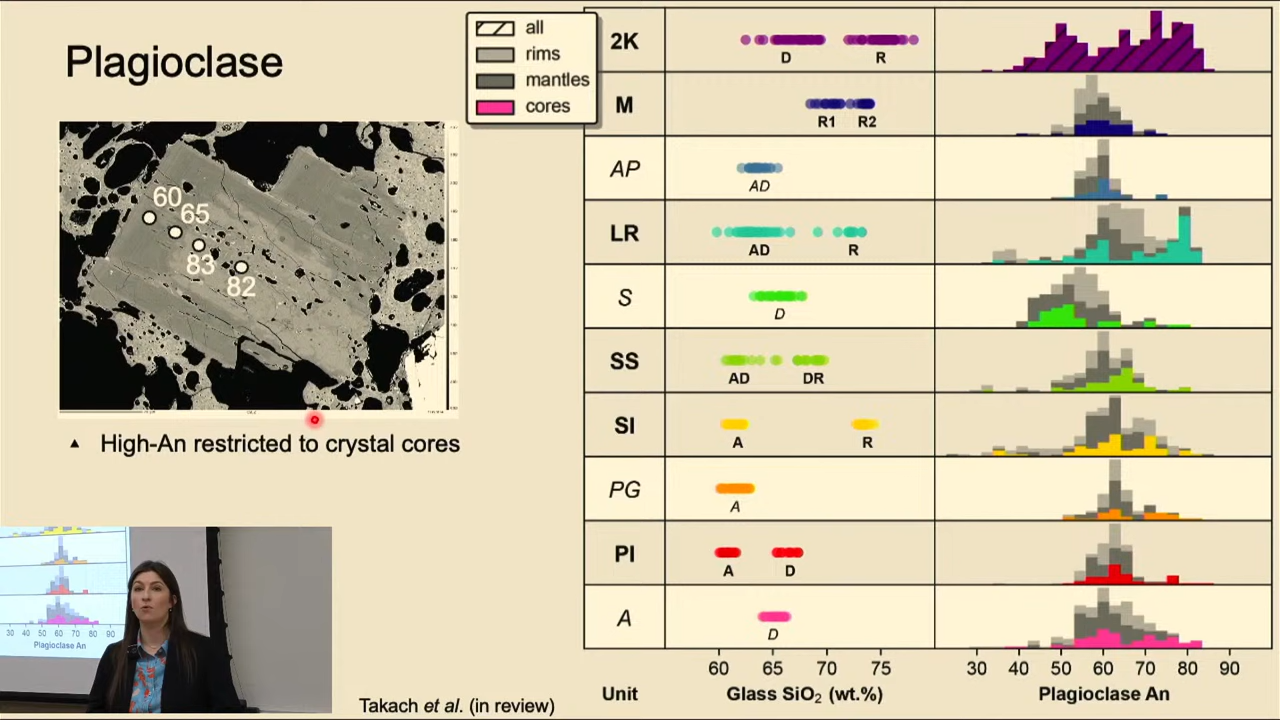 Plagioclase
all
rims
mantles
cores
60
65
83
82
▲ High-An restricted to crystal cores
2K
D
R
M
R1
R2
AP
AD
LR
AD
R
S
D
SS
AD
DR
SI
A
R
PG
A
PI
A
D
A
D
60 65 70 75
30 40 50 60 70 80 90
Unit
Glass SiO₂ (wt.%)
Plagioclase An
30 40 50 60 70 80 90
Plagioclase An
Takach et al. (in review)